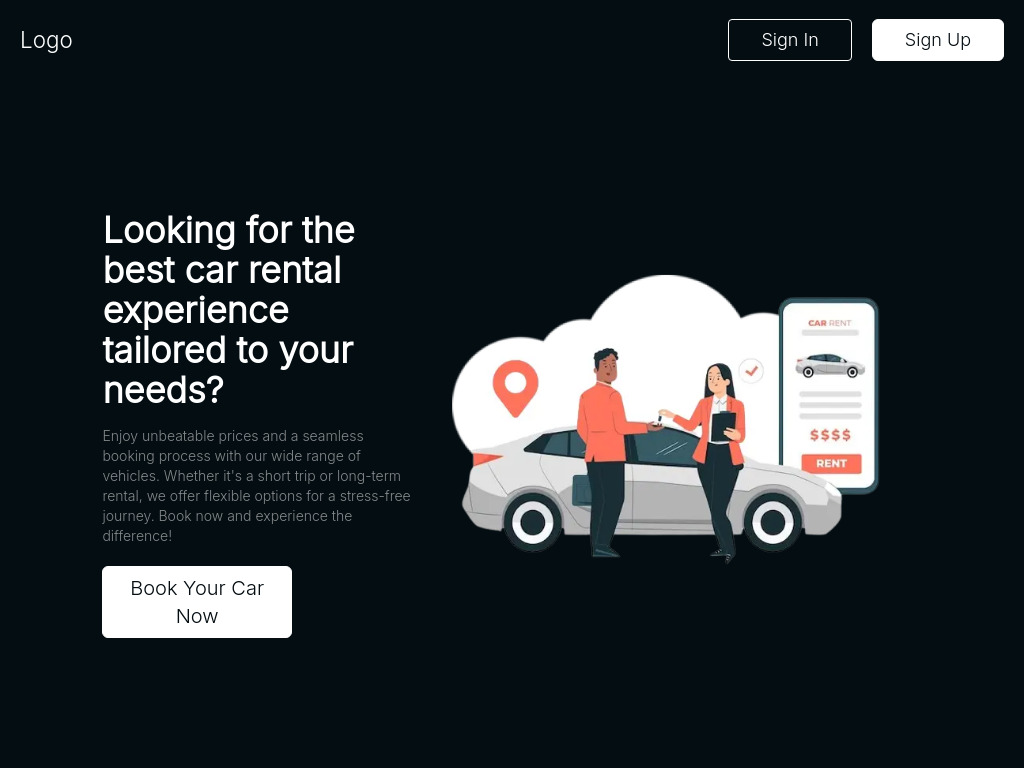 Logo
Sign In
Sign Up
Looking for the
best car rental
experience
tailored to your
needs?
Enjoy unbeatable prices and a seamless
booking process with our wide range of
vehicles. Whether it's a short trip or long-term
rental, we offer flexible options for a stress-free
journey. Book now and experience the
difference!
Book Your Car
Now
CAR RENT
$$$$
RENT